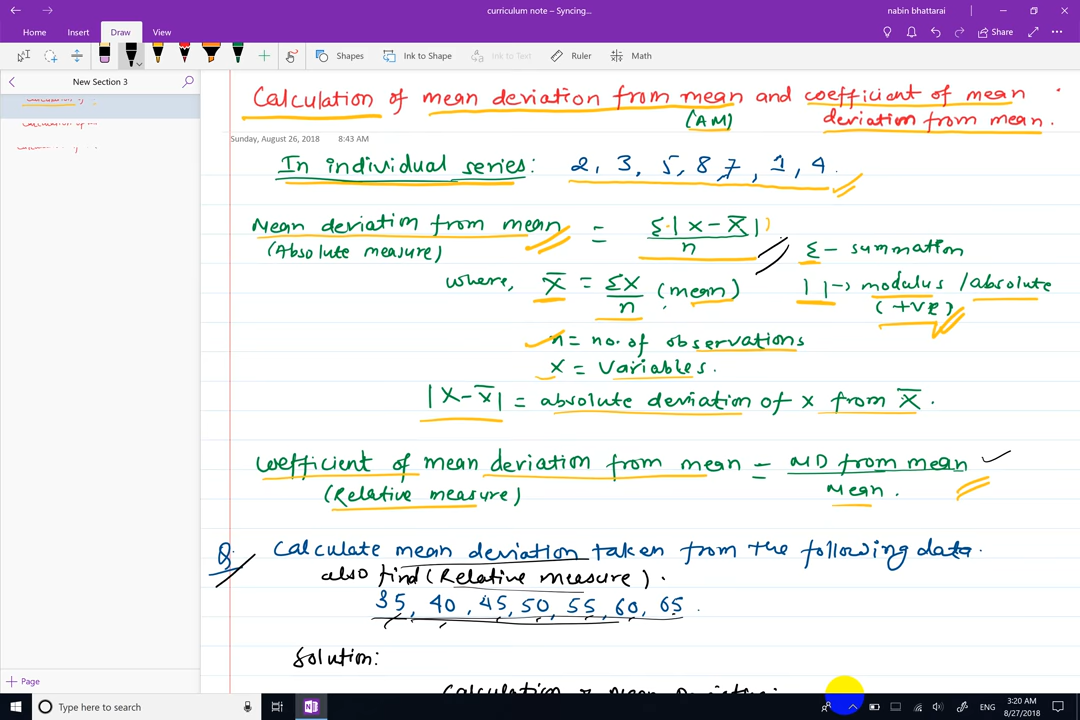 curriculum note – Syncing...
nabin bhattarai
Home Insert Draw View
Share
Shapes Ink to Shape Ink to Text Ruler Math
New Section 3
Calculation of mean deviation from mean and coefficient of mean
(AM) deviation from mean.
Sunday, August 26, 2018 8:43 AM
In individual series: 2, 3, 5, 8, 7, 1, 4.
Mean deviation from mean = Σ|x-X̄|
(Absolute measure) n
Σ - summation
where, X̄ = Σx/n (mean)
| | -> modulus /absolute
(+ve)
n = no. of observations
x = Variables.
|X-X̄| = absolute deviation of x from X̄.
Coefficient of mean deviation from mean = MD from mean
(Relative measure) Mean.
Q. Calculate mean deviation taken from the following data.
also find (Relative measure).
35, 40, 45, 50, 55, 60, 65.
Solution:
Page
Type here to search
ENG
3:20 AM
8/27/2018